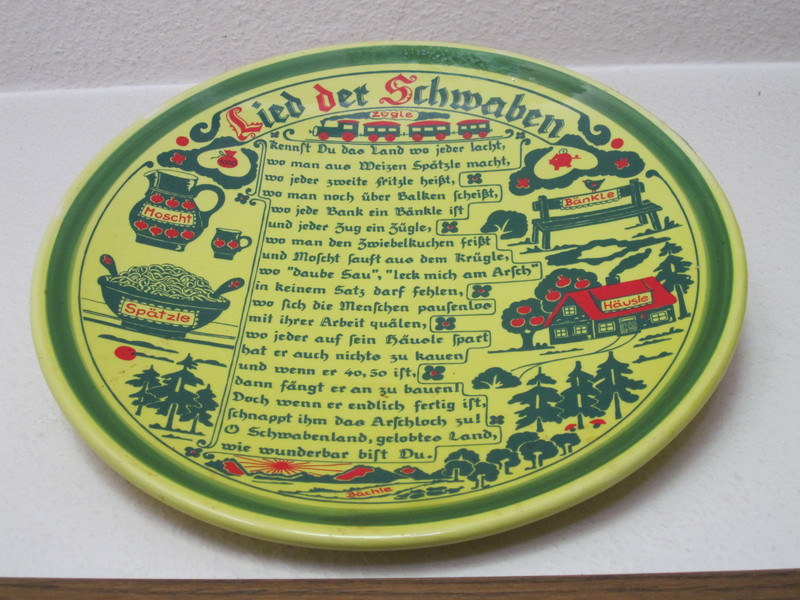 Lied der Schwaben
Zügle
Kennst Du das Land wo jeder lacht,
wo man aus Weizen Spätzle macht,
wo jeder zweite Fritzle heißt,
wo man noch über Balken scheißt,
wo jede Bank ein Bänkle ist
und jeder Zug ein Zügle,
wo man den Zwiebelkuchen frißt
und Moscht sauft aus dem Krügle,
wo "daube Sau", "leck mich am Arsch"
in keinem Satz darf fehlen,
wo sich die Menschen pausenlos
mit ihrer Arbeit quälen;
wo jeder auf sein Häusle spart
hat er auch nichts zu kauen
und wenn er 40, 50 ist,
dann fängt er an zu bauen!
Doch wenn er endlich fertig ist,
schnappt ihm das Arschloch zu!
O Schwabenland, gelobtes Land,
wie wunderbar bist Du.
Moscht
Spätzle
Bänkle
Häusle
Bächle